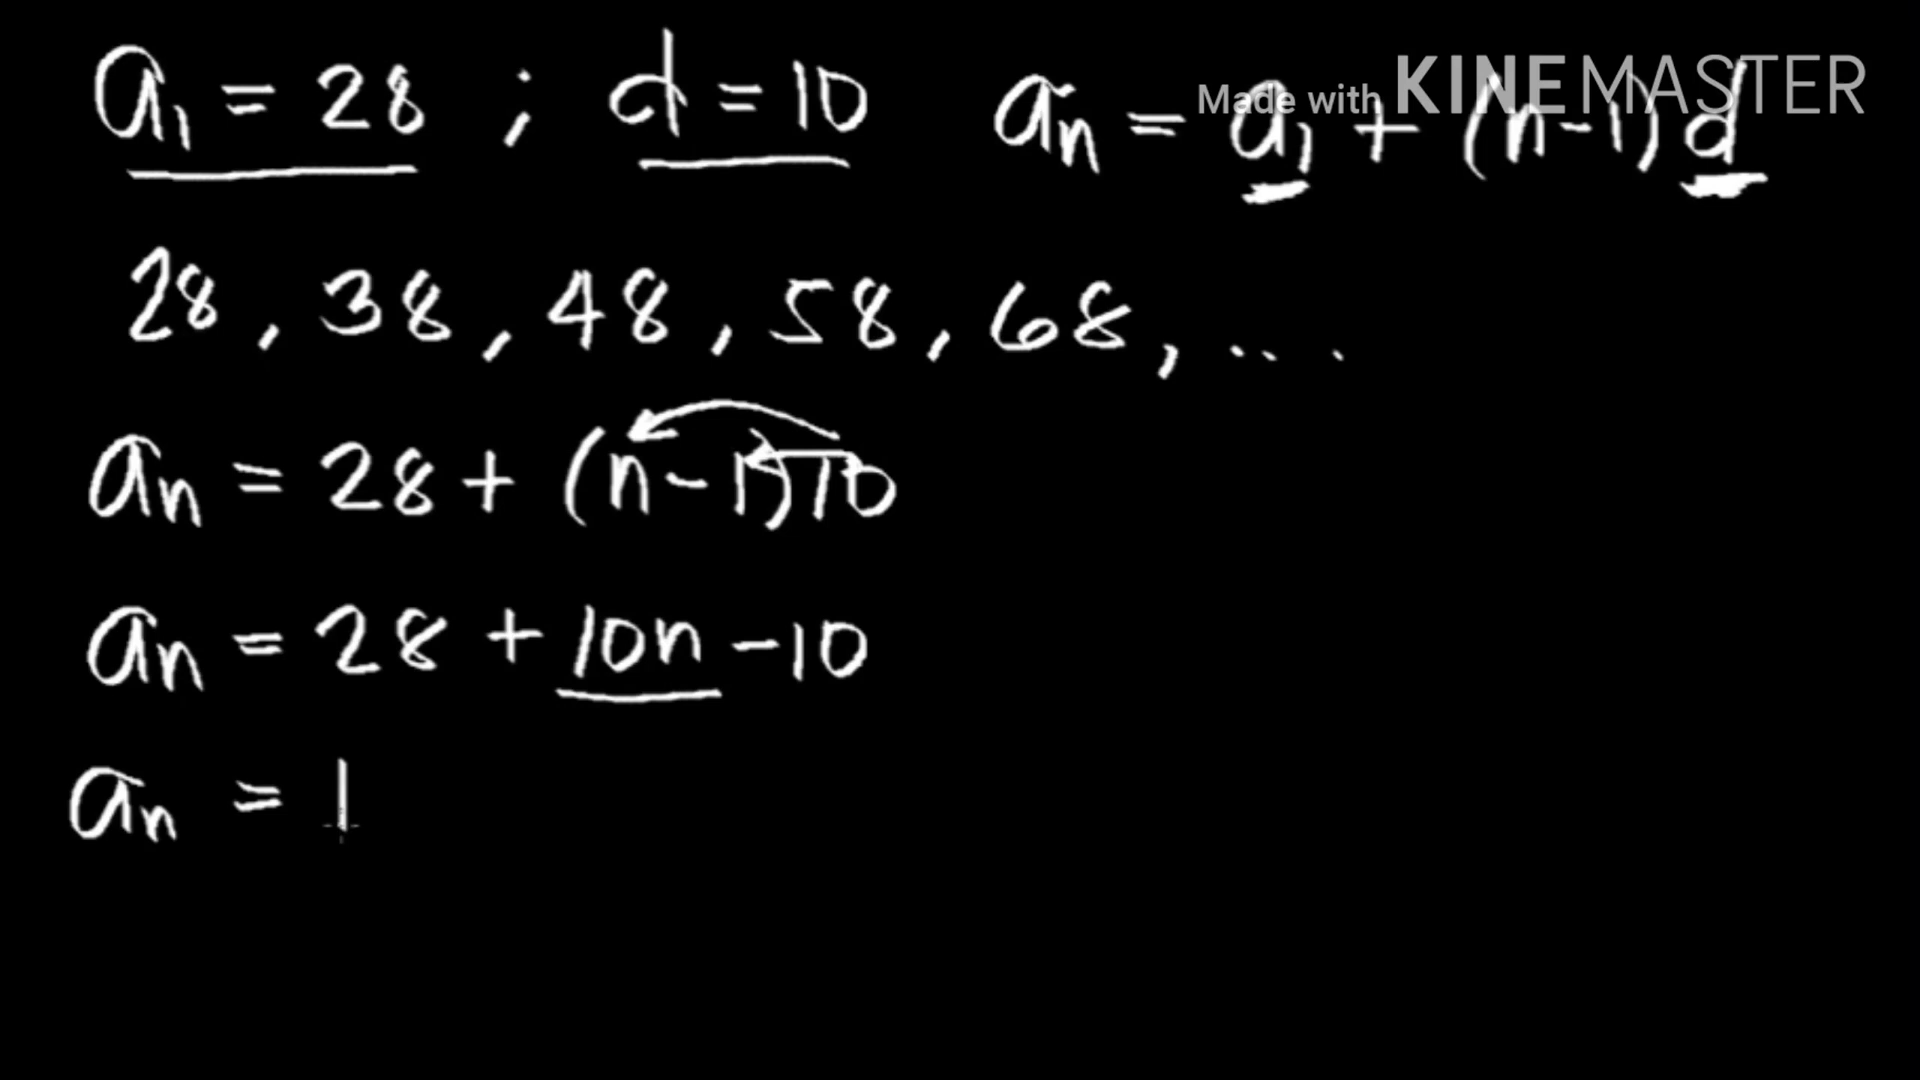 a₁ = 28 ; d = 10 aₙ = a₁ + (n-1)d
Made with KINEMASTER
28, 38, 48, 58, 68, ...
aₙ = 28 + (n-1)10
aₙ = 28 + 10n - 10
aₙ = 1